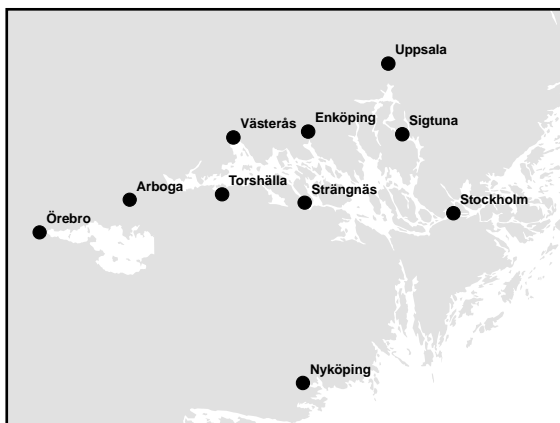 Uppsala
Västerås
Enköping
Sigtuna
Arboga
Torshälla
Strängnäs
Stockholm
Örebro
Nyköping